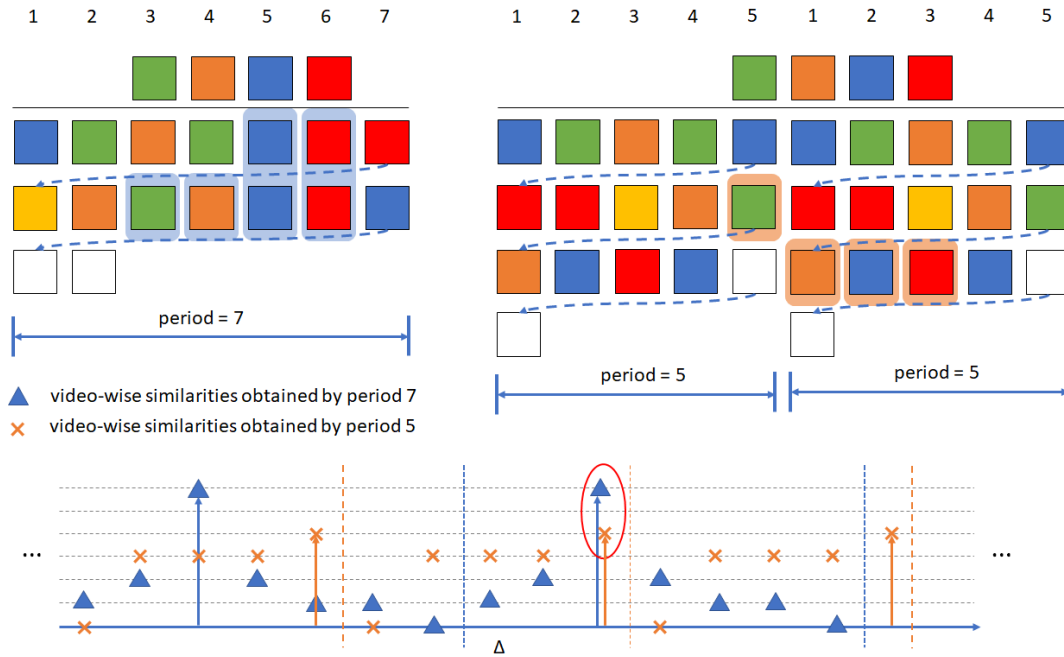 1 2 3 4 5 6 7 1 2 3 4 5 1 2 3 4 5
period = 7
period = 5
period = 5
video-wise similarities obtained by period 7
video-wise similarities obtained by period 5
... ...
Δ